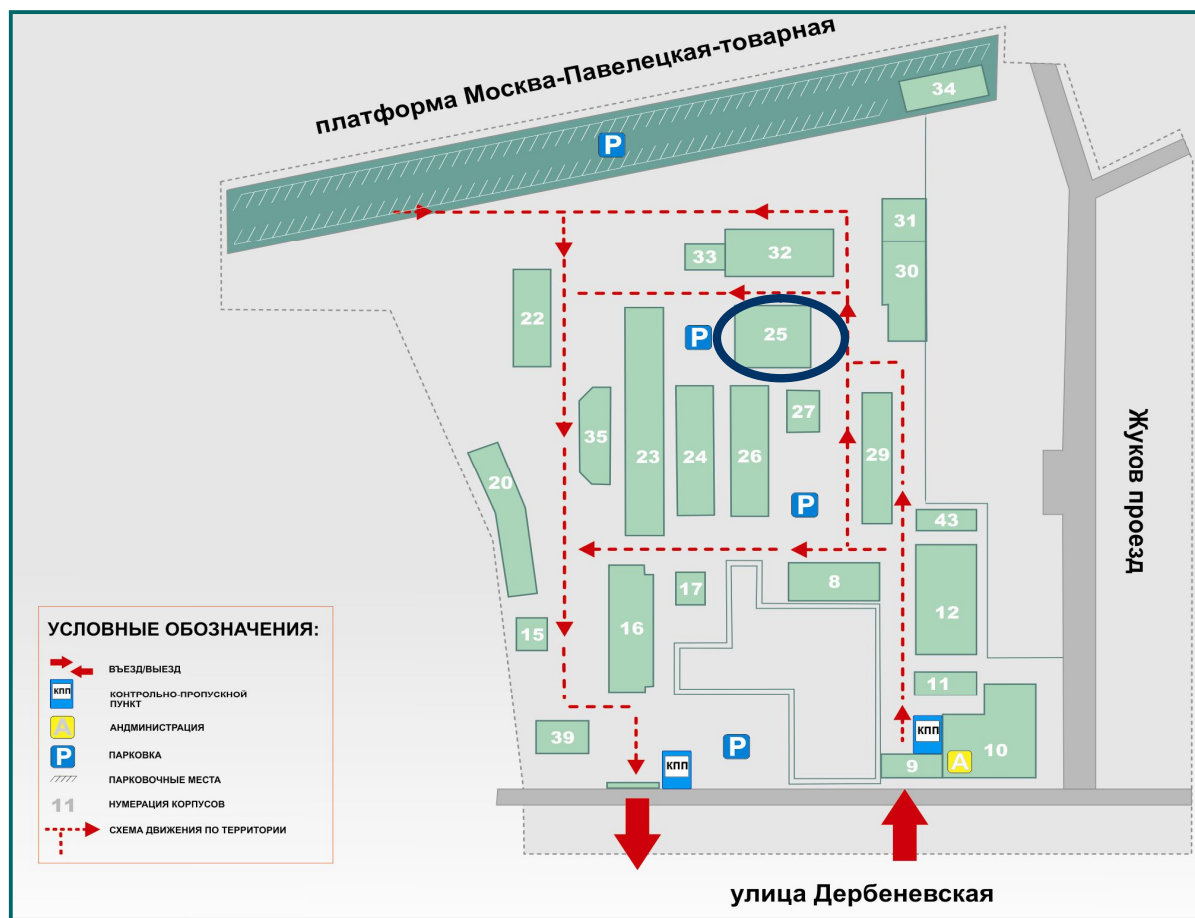 платформа Москва-Павелецкая-товарная
34
P
31
33
32
30
22
P
25
35
23
24
26
27
29
20
P
43
Жуков проезд
8
12
17
16
15
11
39
P
КПП
КПП
9
A
10
УСЛОВНЫЕ ОБОЗНАЧЕНИЯ:
ВЪЕЗД/ВЫЕЗД
КПП
КОНТРОЛЬНО-ПРОПУСКНОЙ
ПУНКТ
A
АНДМИНИСТРАЦИЯ
P
ПАРКОВКА
ПАРКОВОЧНЫЕ МЕСТА
11
НУМЕРАЦИЯ КОРПУСОВ
СХЕМА ДВИЖЕНИЯ ПО ТЕРРИТОРИИ
улица Дербеневская